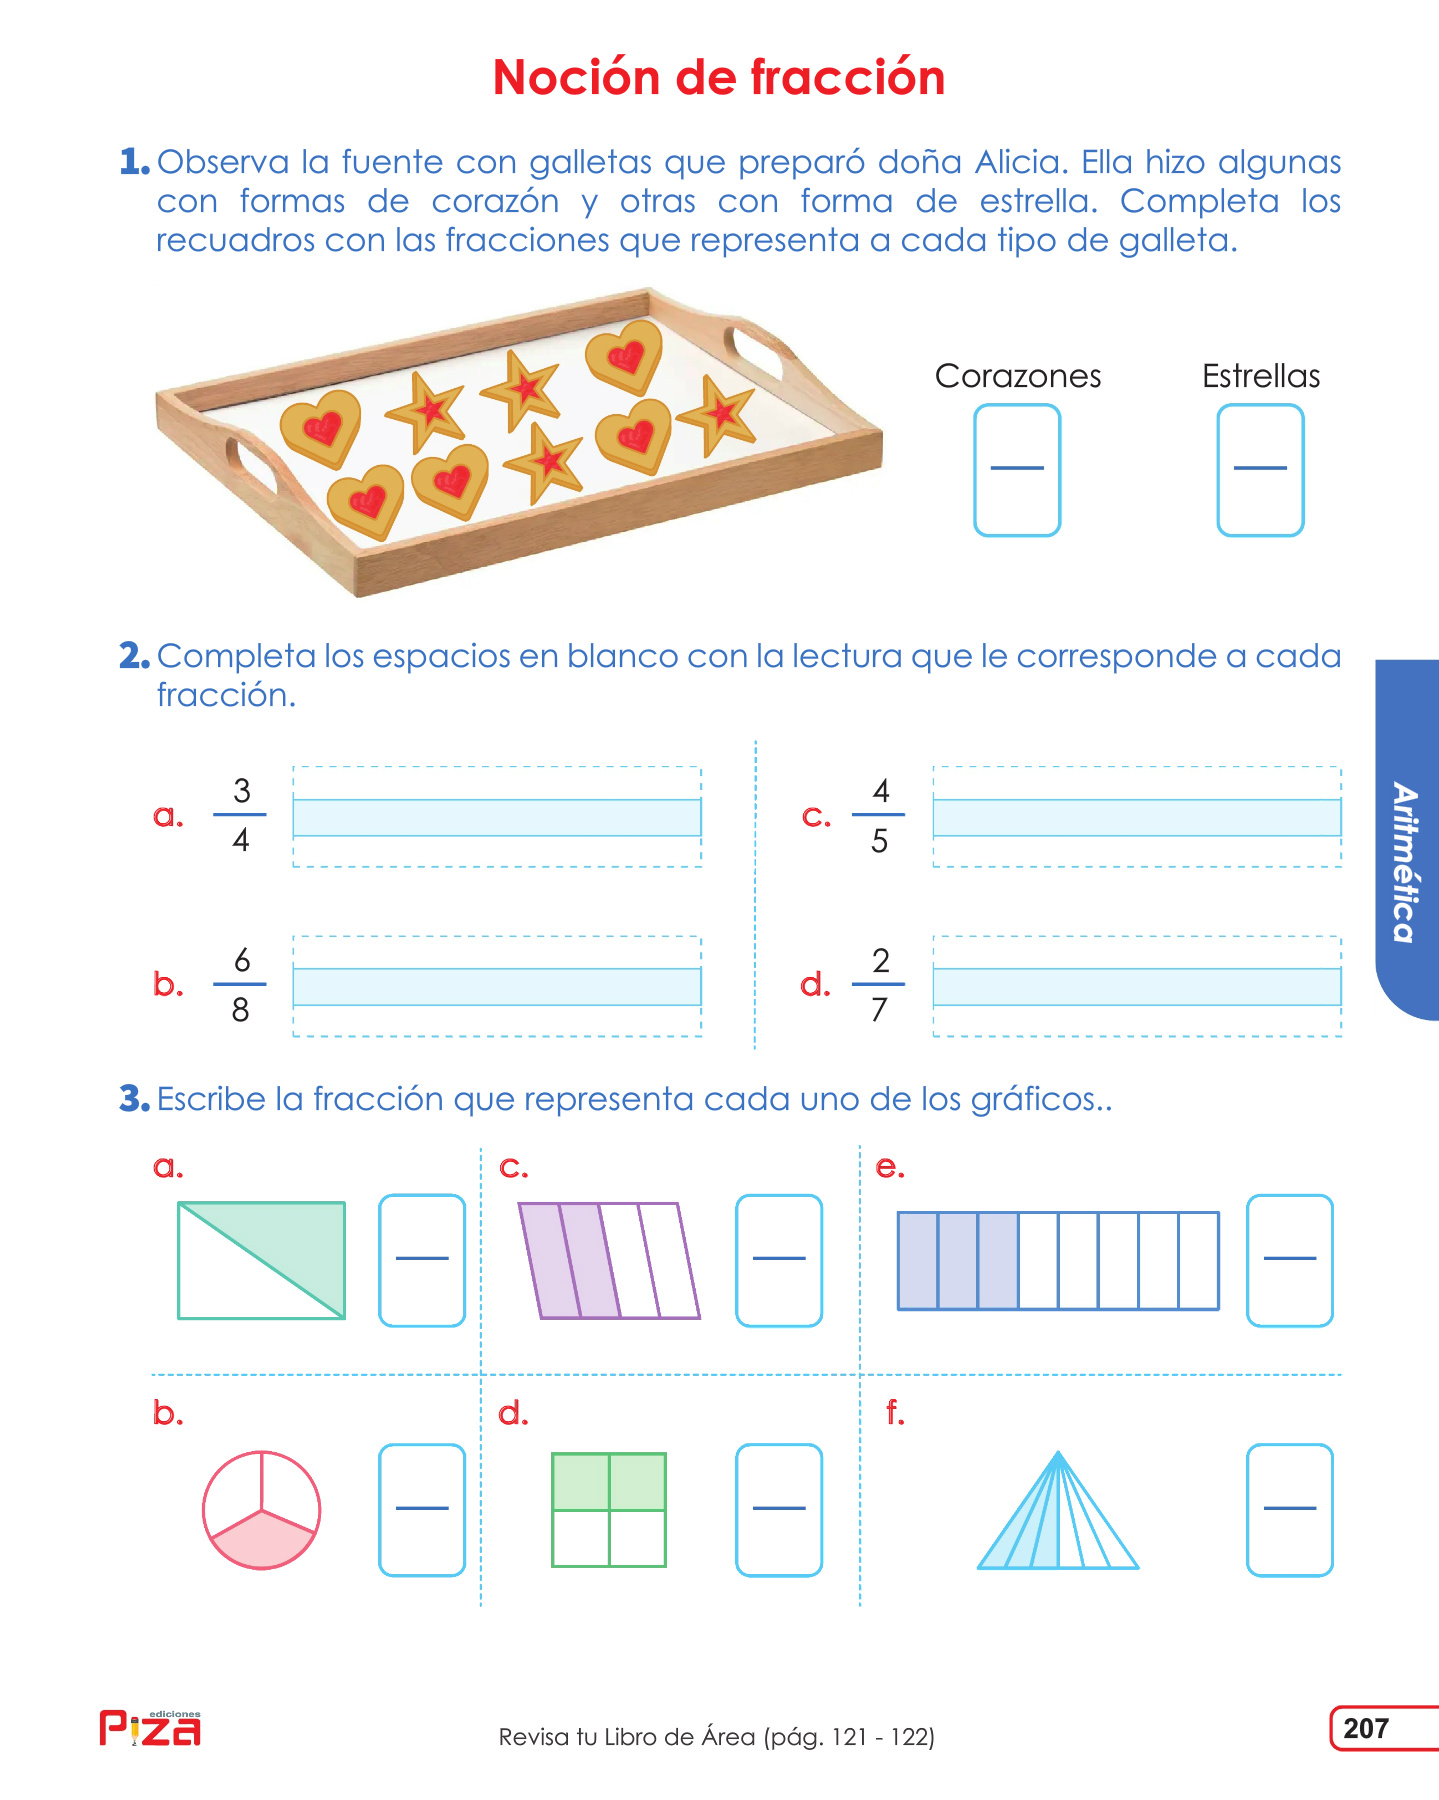 Noción de fracción
1. Observa la fuente con galletas que preparó doña Alicia. Ella hizo algunas
con formas de corazón y otras con forma de estrella. Completa los
recuadros con las fracciones que representa a cada tipo de galleta.
Corazones
Estrellas
2. Completa los espacios en blanco con la lectura que le corresponde a cada
fracción.
a. 3/4
c. 4/5
b. 6/8
d. 2/7
Aritmética
3. Escribe la fracción que representa cada uno de los gráficos..
a.
c.
e.
b.
d.
f.
ediciones
Piza
Revisa tu Libro de Área (pág. 121 - 122)
207